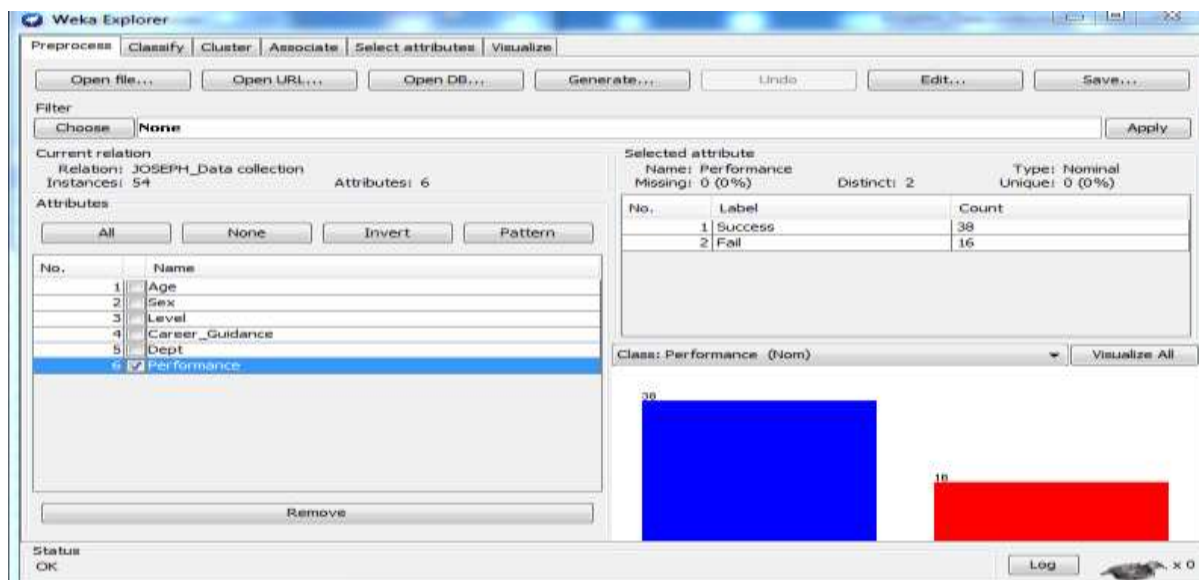 Weka Explorer
Preprocess Classify Cluster Associate Select attributes Visualize
Open file... Open URL... Open DB... Generate... Undo Edit... Save...
Filter
Choose None Apply
Current relation
Relation: JOSEPH_Data collection
Instances: 54 Attributes: 6
Attributes
All None Invert Pattern
No. Name
1 Age
2 Sex
3 Level
4 Career_Guidance
5 Dept
6 Performance
Remove
Selected attribute
Name: Performance Type: Nominal
Missing: 0 (0%) Distinct: 2 Unique: 0 (0%)
No. Label Count
1 Success 38
2 Fail 16
Class: Performance (Nom) Visualize All
38
16
Status
OK Log x 0